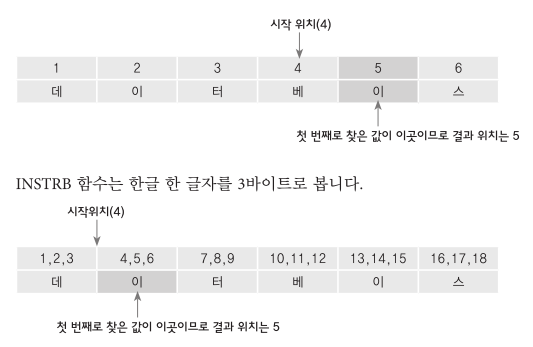 시작 위치(4)
1 2 3 4 5 6
데 이 터 베 이 스
첫 번째로 찾은 값이 이곳이므로 결과 위치는 5
INSTRB 함수는 한글 한 글자를 3바이트로 봅니다.
시작위치(4)
1,2,3 4,5,6 7,8,9 10,11,12 13,14,15 16,17,18
데 이 터 베 이 스
첫 번째로 찾은 값이 이곳이므로 결과 위치는 5